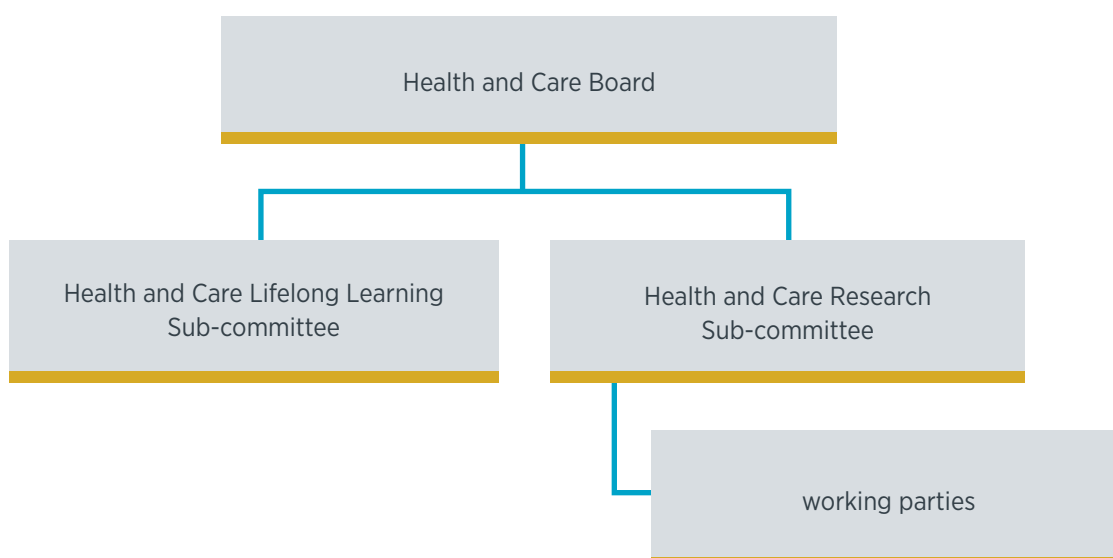 Health and Care Board
Health and Care Lifelong Learning
Sub-committee
Health and Care Research
Sub-committee
working parties